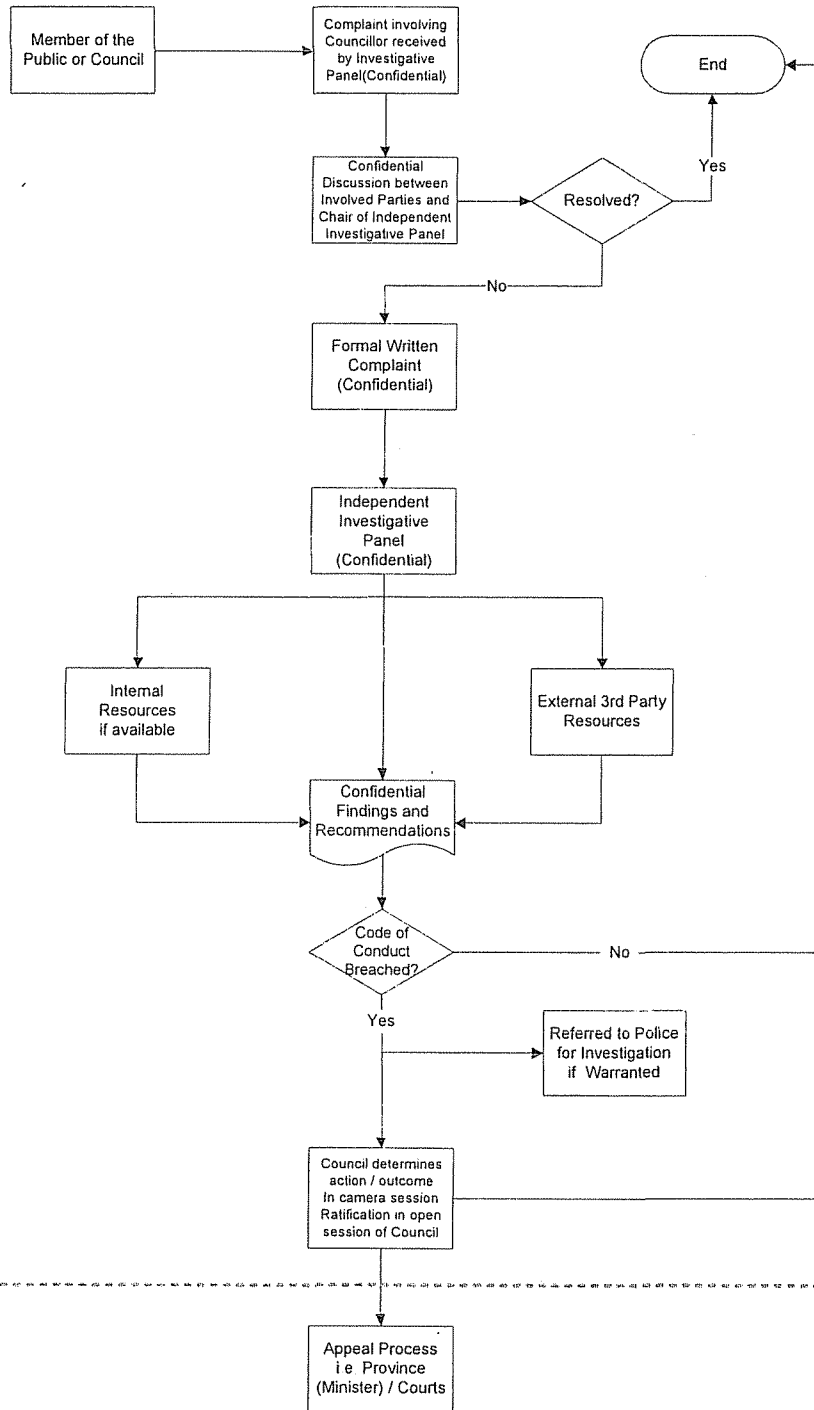 Member of the
Public or Council
Complaint involving
Councillor received
by Investigative
Panel(Confidential)
End
Confidential
Discussion between
Involved Parties and
Chair of Independent
Investigative Panel
Resolved?
Yes
No
Formal Written
Complaint
(Confidential)
Independent
Investigative
Panel
(Confidential)
Internal
Resources
if available
External 3rd Party
Resources
Confidential
Findings and
Recommendations
Code of
Conduct
Breached?
No
Yes
Referred to Police
for Investigation
if Warranted
Council determines
action / outcome
In camera session
Ratification in open
session of Council
Appeal Process
i e Province
(Minister) / Courts